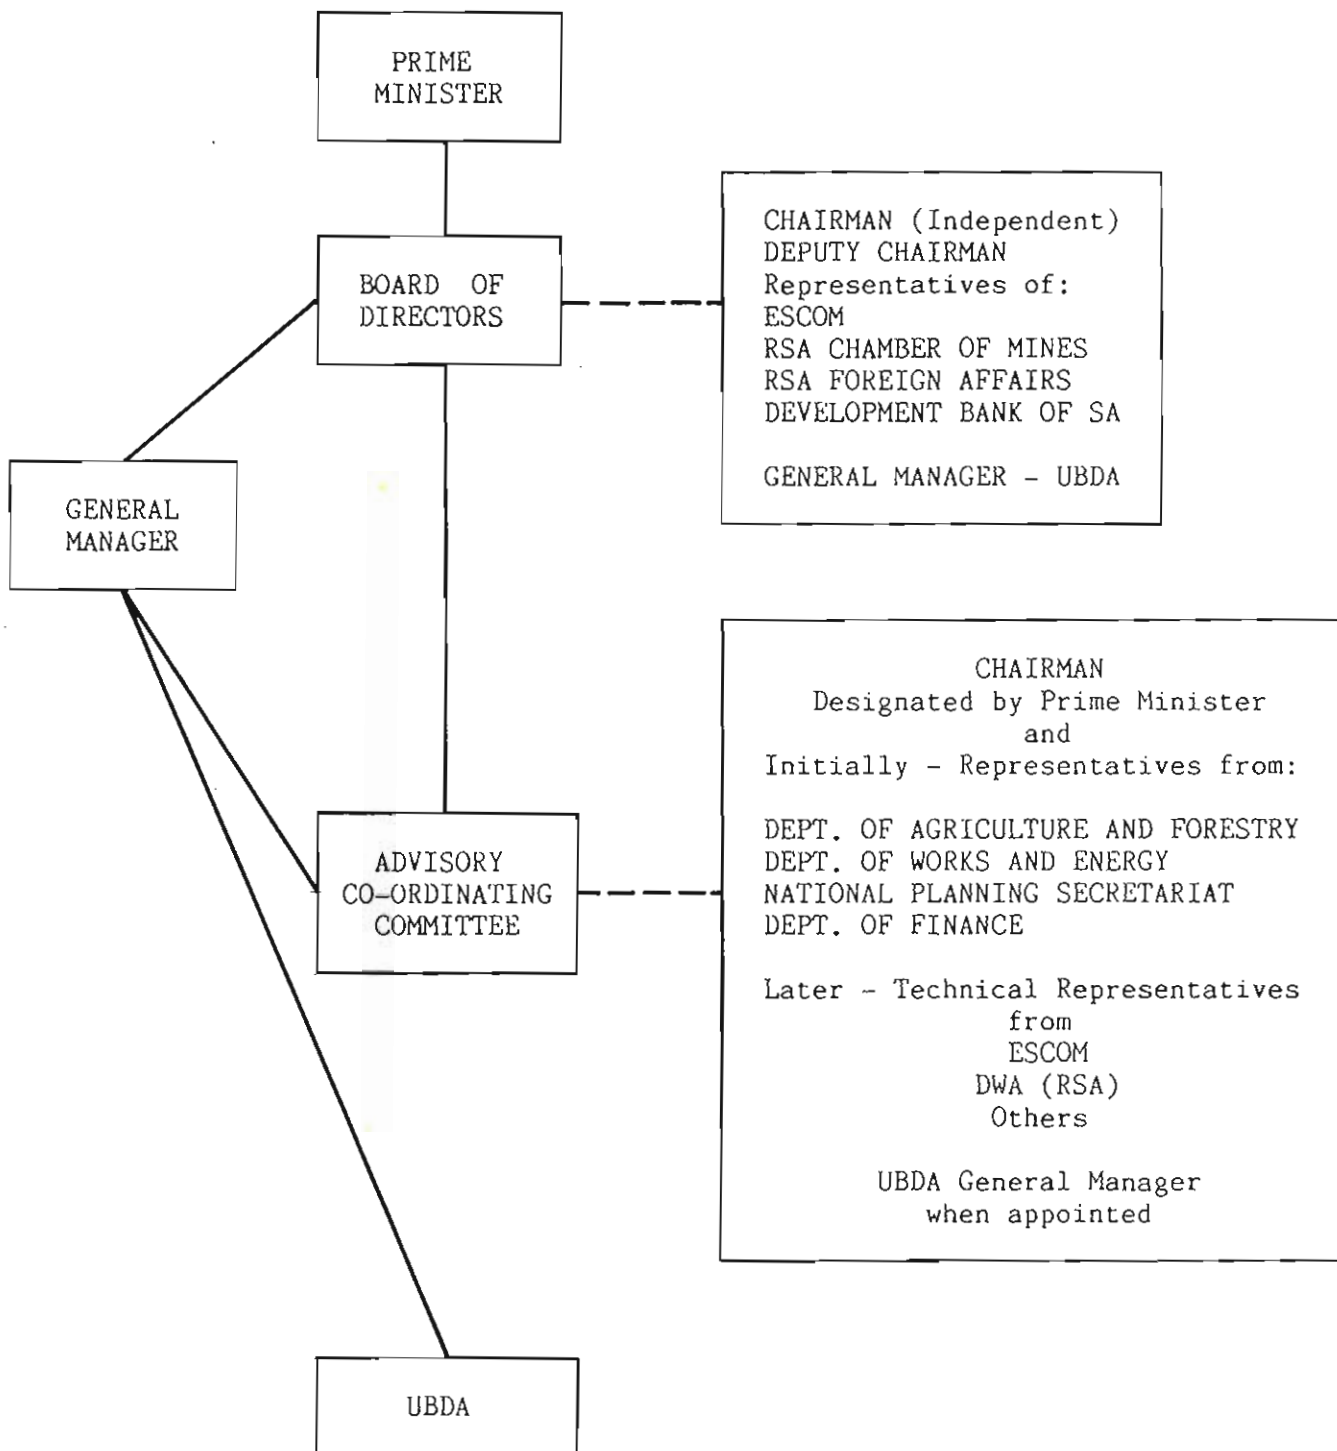 PRIME
MINISTER
BOARD OF
DIRECTORS
CHAIRMAN (Independent)
DEPUTY CHAIRMAN
Representatives of:
ESCOM
RSA CHAMBER OF MINES
RSA FOREIGN AFFAIRS
DEVELOPMENT BANK OF SA
GENERAL MANAGER - UBDA
GENERAL
MANAGER
ADVISORY
CO-ORDINATING
COMMITTEE
CHAIRMAN
Designated by Prime Minister
and
Initially - Representatives from:
DEPT. OF AGRICULTURE AND FORESTRY
DEPT. OF WORKS AND ENERGY
NATIONAL PLANNING SECRETARIAT
DEPT. OF FINANCE
Later - Technical Representatives
from
ESCOM
DWA (RSA)
Others
UBDA General Manager
when appointed
UBDA